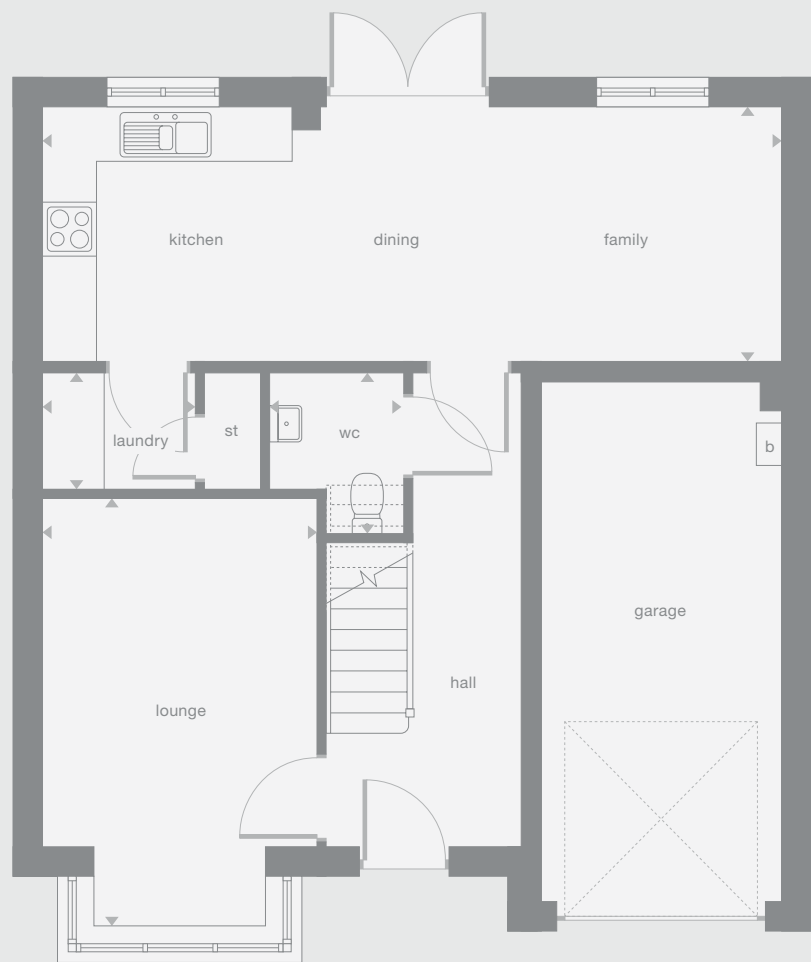 kitchen
dining
family
laundry
st
wc
b
garage
hall
lounge